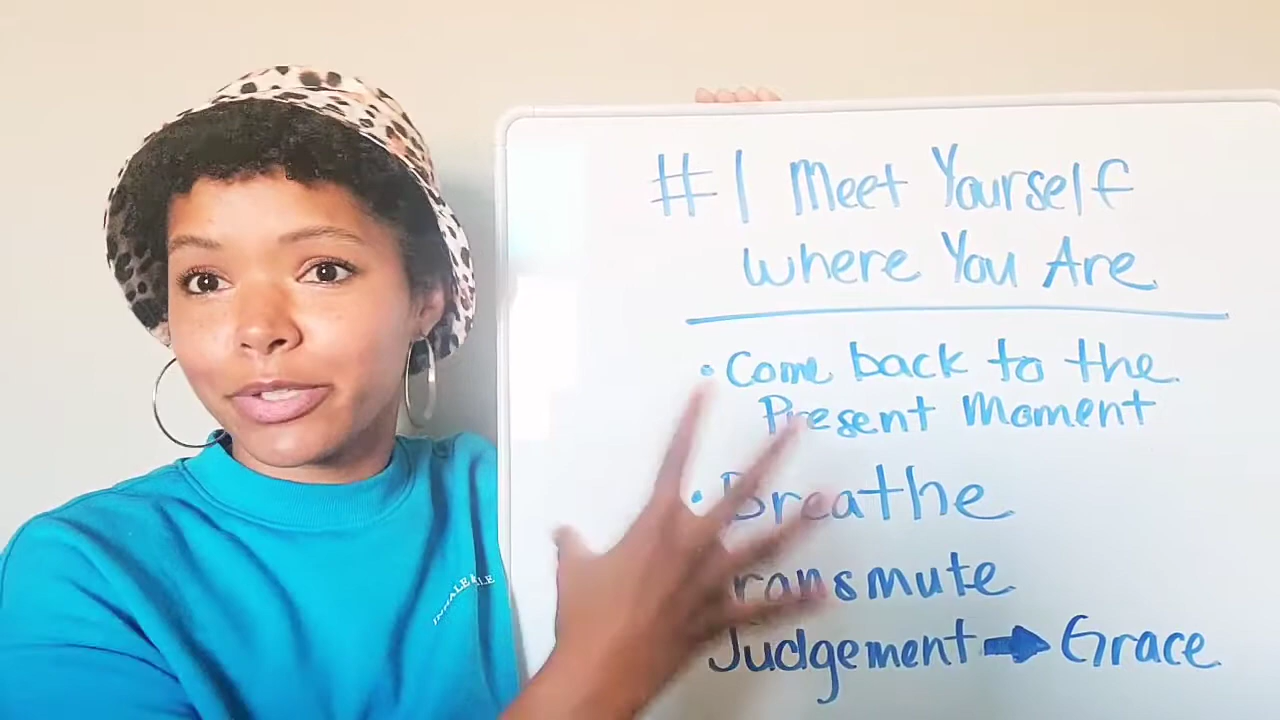 #1 Meet Yourself
Where You Are
• Come back to the
Present Moment
• Breathe
Transmute
Judgement ➡ Grace